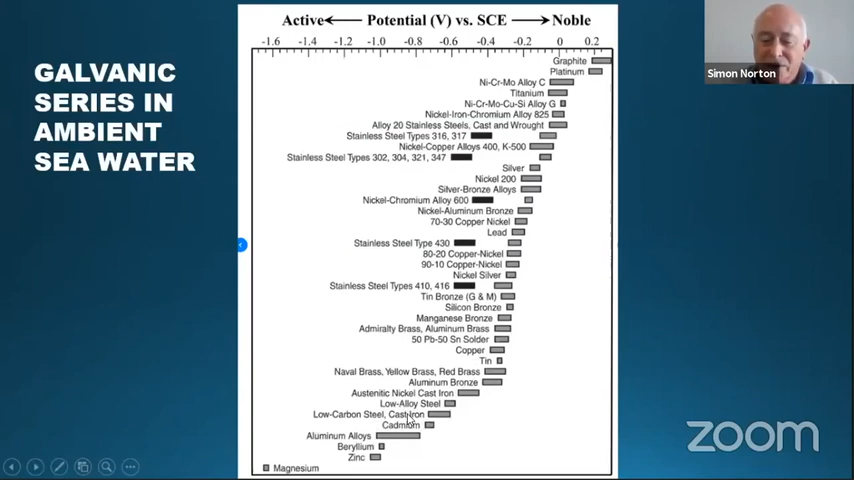 Active ← Potential (V) vs. SCE → Noble
-1.6 -1.4 -1.2 -1.0 -0.8 -0.6 -0.4 -0.2 0 0.2
GALVANIC
SERIES IN
AMBIENT
SEA WATER
Graphite
Platinum
Ni-Cr-Mo Alloy C
Titanium
Ni-Cr-Mo-Cu-Si Alloy G
Nickel-Iron-Chromium Alloy 825
Alloy 20 Stainless Steels, Cast and Wrought
Stainless Steel Types 316, 317
Nickel-Copper Alloys 400, K-500
Stainless Steel Types 302, 304, 321, 347
Silver
Nickel 200
Silver-Bronze Alloys
Nickel-Chromium Alloy 600
Nickel-Aluminum Bronze
70-30 Copper Nickel
Lead
Stainless Steel Type 430
80-20 Copper-Nickel
90-10 Copper-Nickel
Nickel Silver
Stainless Steel Types 410, 416
Tin Bronze (G & M)
Silicon Bronze
Manganese Bronze
Admiralty Brass, Aluminum Brass
50 Pb-50 Sn Solder
Copper
Tin
Naval Brass, Yellow Brass, Red Brass
Aluminum Bronze
Austenitic Nickel Cast Iron
Low-Alloy Steel
Low-Carbon Steel, Cast Iron
Cadmium
Aluminum Alloys
Beryllium
Zinc
Magnesium
Simon Norton
zoom